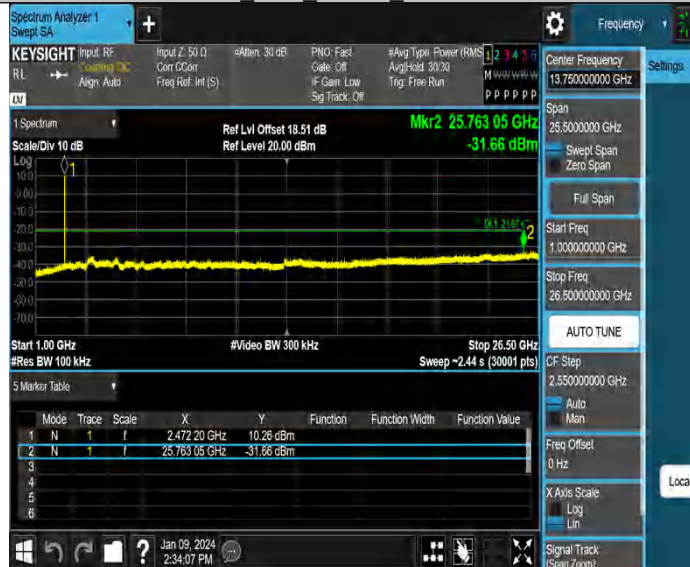 Spectrum Analyzer 1
Swept SA
+
Frequency
KEYSIGHT
RL
Input: RF
Coupling: DC
Align: Auto
Input Z: 50 Ω
Corr CCorr
Freq Ref: Int (S)
#Atten: 30 dB
PNO: Fast
Gate: Off
IF Gain: Low
Sig Track: Off
#Avg Type: Power (RMS
Avg|Hold: 30/30
Trig: Free Run
1 2 3 4 5 6
M W W W W W
P P P P P P
Center Frequency
13.750000000 GHz
Settings
Span
25.5000000 GHz
Swept Span
Zero Span
Full Span
Start Freq
1.000000000 GHz
Stop Freq
26.500000000 GHz
AUTO TUNE
CF Step
2.550000000 GHz
Auto
Man
Freq Offset
0 Hz
X Axis Scale
Log
Lin
Local
Signal Track
(Span Zoom)
LXI
1 Spectrum
Scale/Div 10 dB
Ref Lvl Offset 18.51 dB
Ref Level 20.00 dBm
Mkr2 25.763 05 GHz
-31.66 dBm
Log
1
10.0
0.00
-10.0
-20.0
DL1 -21.07
2
-30.0
-40.0
-50.0
-60.0
-70.0
Start 1.00 GHz
#Video BW 300 kHz
Stop 26.50 GHz
#Res BW 100 kHz
Sweep ~2.44 s (30001 pts)
5 Marker Table
Mode Trace Scale X Y Function Function Width Function Value
1 N 1 f 2.472 20 GHz 10.26 dBm
2 N 1 f 25.763 05 GHz -31.66 dBm
3
4
5
6
?
Jan 09, 2024
2:34:07 PM